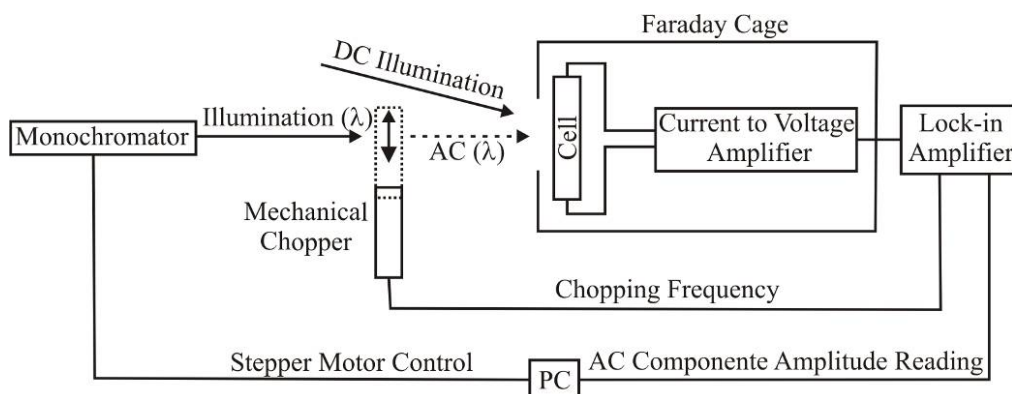 Faraday Cage
DC Illumination
Illumination (λ)
Monochromator
AC (λ)
Cell
Current to Voltage
Amplifier
Lock-in
Amplifier
Mechanical
Chopper
Chopping Frequency
Stepper Motor Control
PC
AC Componente Amplitude Reading